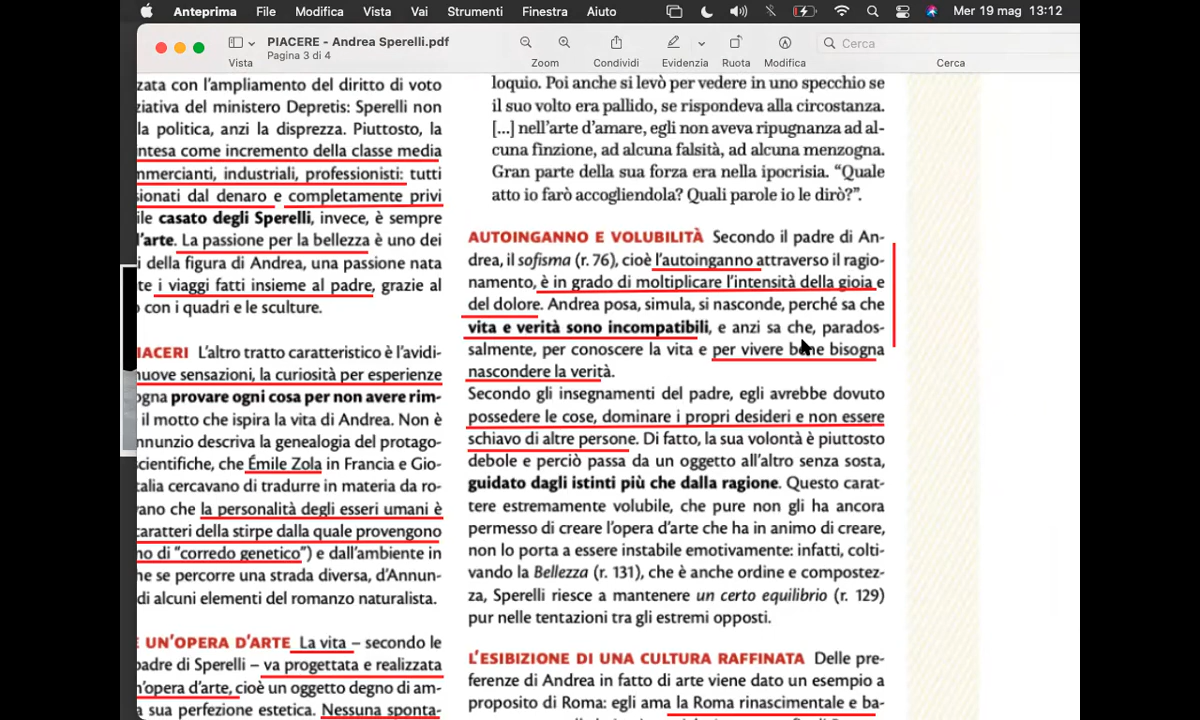 Anteprima File Modifica Vista Vai Strumenti Finestra Aiuto Mer 19 mag 13:12
PIACERE - Andrea Sperelli.pdf
Pagina 3 di 4
Cerca
Vista Zoom Condividi Evidenzia Ruota Modifica Cerca
zata con l'ampliamento del diritto di voto
ziativa del ministero Depretis: Sperelli non
la politica, anzi la disprezza. Piuttosto, la
ntesa come incremento della classe media
mmercianti, industriali, professionisti: tutti
sionati dal denaro e completamente privi
ile casato degli Sperelli, invece, è sempre
l'arte. La passione per la bellezza è uno dei
i della figura di Andrea, una passione nata
te i viaggi fatti insieme al padre, grazie al
o con i quadri e le sculture.
IACERI L'altro tratto caratteristico è l'avidi-
nuove sensazioni, la curiosità per esperienze
ogna provare ogni cosa per non avere rim-
il motto che ispira la vita di Andrea. Non è
nnunzio descriva la genealogia del protago-
scientifiche, che Émile Zola in Francia e Gio-
talia cercavano di tradurre in materia da ro-
vano che la personalità degli esseri umani è
caratteri della stirpe dalla quale provengono
no di "corredo genetico") e dall'ambiente in
he se percorre una strada diversa, d'Annun-
di alcuni elementi del romanzo naturalista.
E UN'OPERA D'ARTE La vita – secondo le
padre di Sperelli – va progettata e realizzata
n'opera d'arte, cioè un oggetto degno di am-
a sua perfezione estetica. Nessuna sponta-
loquio. Poi anche si levò per vedere in uno specchio se
il suo volto era pallido, se rispondeva alla circostanza.
[...] nell'arte d'amare, egli non aveva ripugnanza ad al-
cuna finzione, ad alcuna falsità, ad alcuna menzogna.
Gran parte della sua forza era nella ipocrisia. "Quale
atto io farò accogliendola? Quali parole io le dirò?".
AUTOINGANNO E VOLUBILITÀ Secondo il padre di An-
drea, il sofisma (r. 76), cioè l'autoinganno attraverso il ragio-
namento, è in grado di moltiplicare l'intensità della gioia e
del dolore. Andrea posa, simula, si nasconde, perché sa che
vita e verità sono incompatibili, e anzi sa che, parados-
salmente, per conoscere la vita e per vivere bene bisogna
nascondere la verità.
Secondo gli insegnamenti del padre, egli avrebbe dovuto
possedere le cose, dominare i propri desideri e non essere
schiavo di altre persone. Di fatto, la sua volontà è piuttosto
debole e perciò passa da un oggetto all'altro senza sosta,
guidato dagli istinti più che dalla ragione. Questo carat-
tere estremamente volubile, che pure non gli ha ancora
permesso di creare l'opera d'arte che ha in animo di creare,
non lo porta a essere instabile emotivamente: infatti, colti-
vando la Bellezza (r. 131), che è anche ordine e compostez-
za, Sperelli riesce a mantenere un certo equilibrio (r. 129)
pur nelle tentazioni tra gli estremi opposti.
L'ESIBIZIONE DI UNA CULTURA RAFFINATA Delle pre-
ferenze di Andrea in fatto di arte viene dato un esempio a
proposito di Roma: egli ama la Roma rinascimentale e ba-